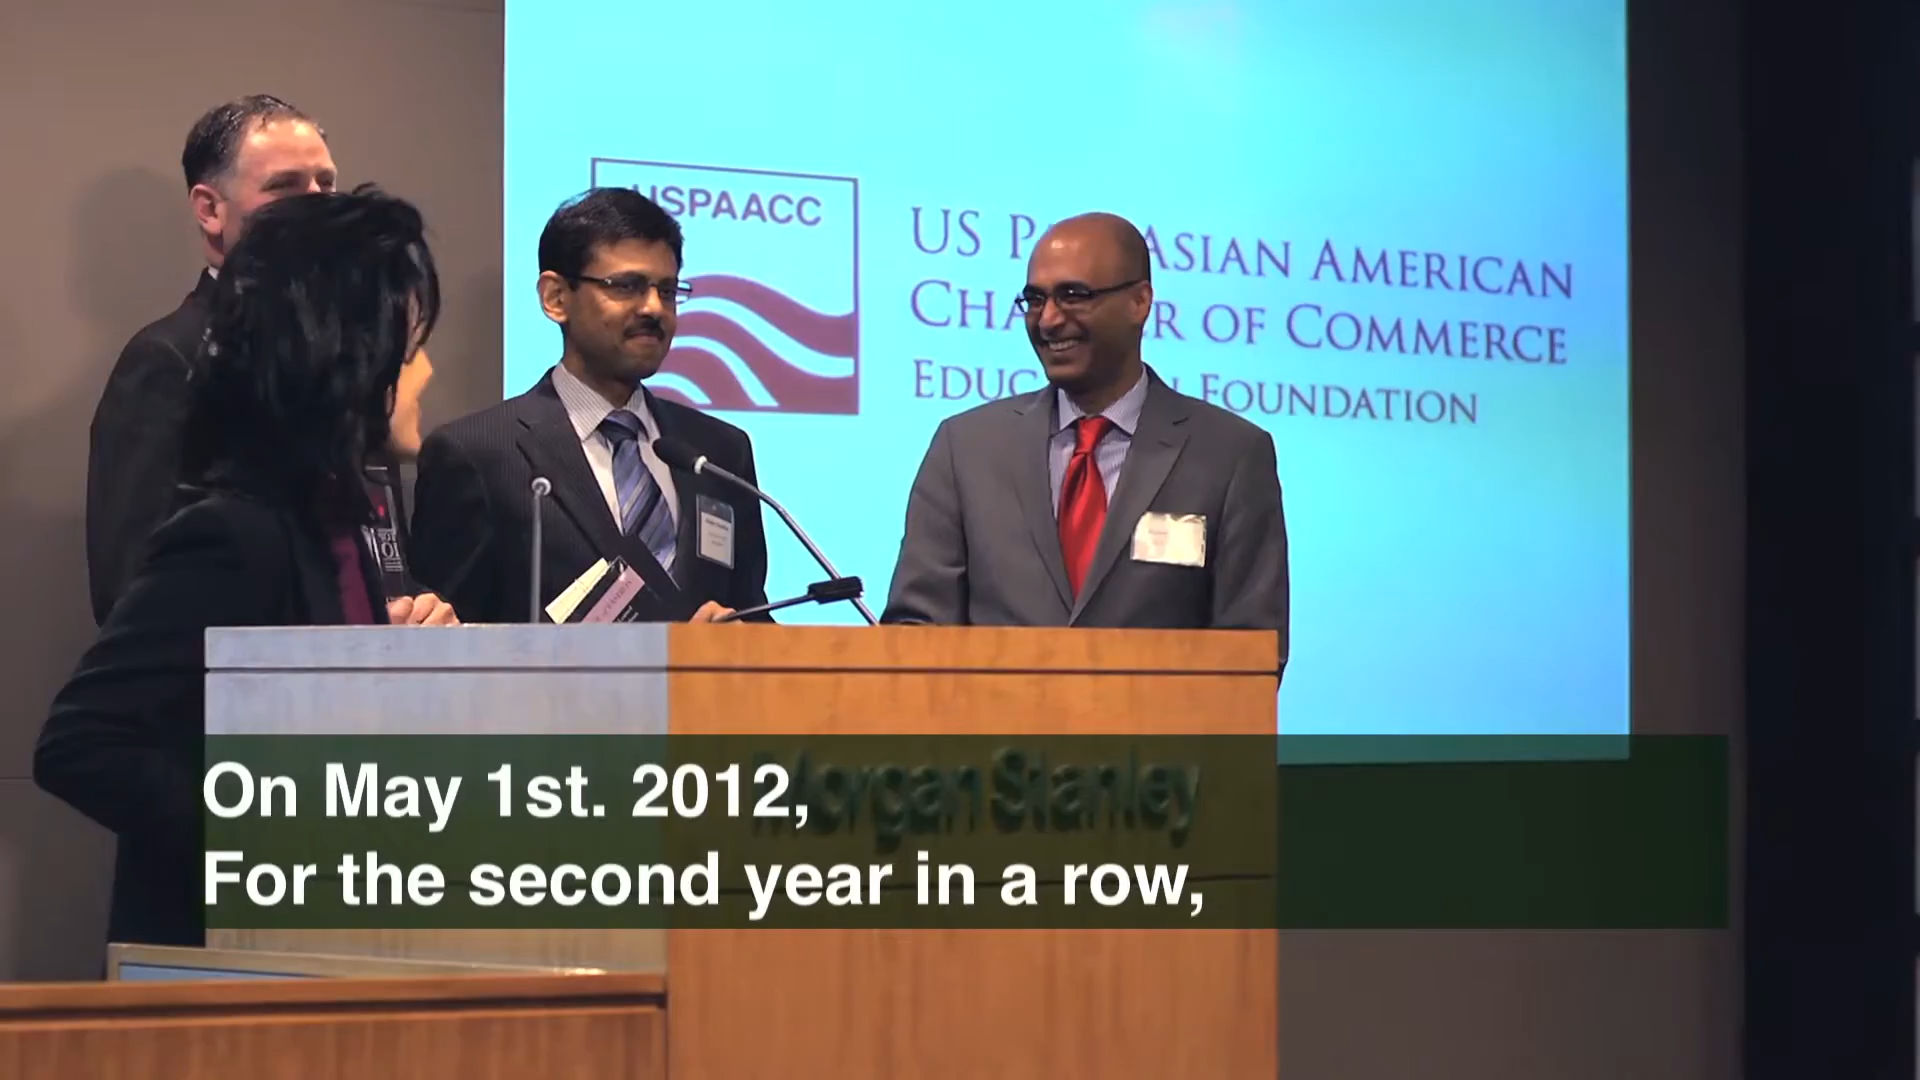 USPAACC
US P ASIAN AMERICAN
CHA ER OF COMMERCE
EDUC N FOUNDATION
Morgan Stanley
On May 1st. 2012,
For the second year in a row,